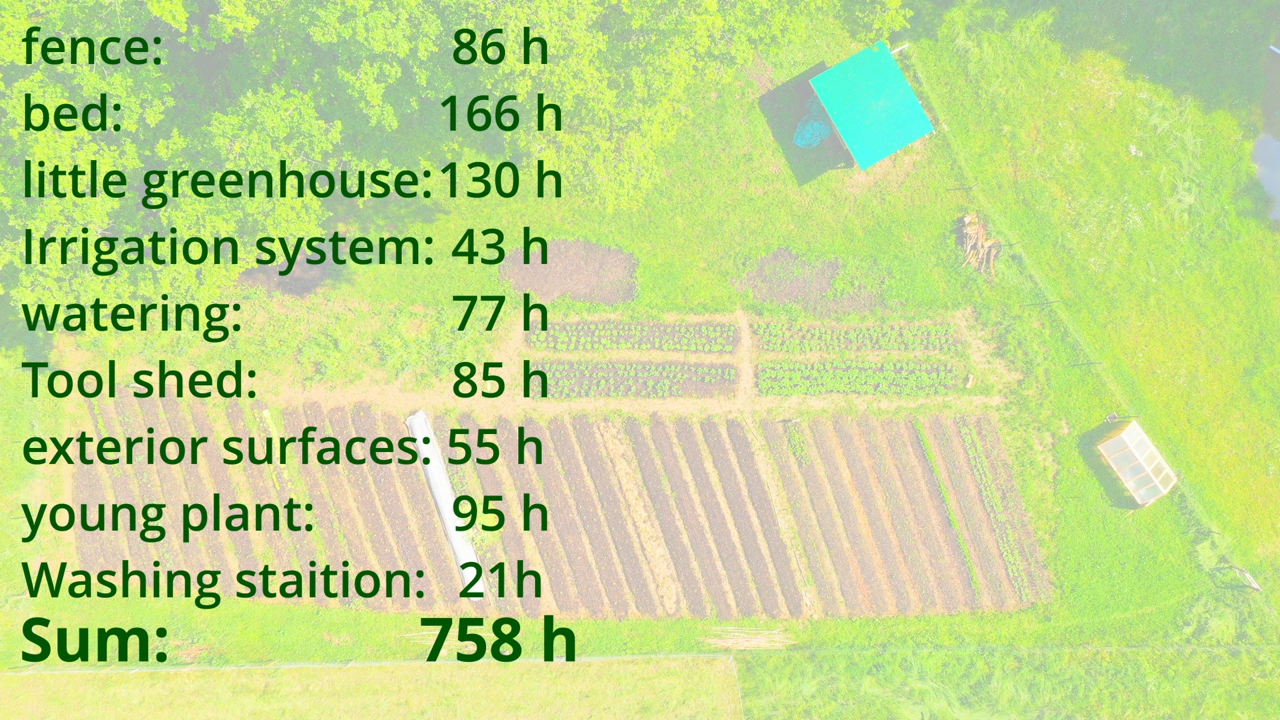 fence: 86 h
bed: 166 h
little greenhouse: 130 h
Irrigation system: 43 h
watering: 77 h
Tool shed: 85 h
exterior surfaces: 55 h
young plant: 95 h
Washing staition: 21h
Sum: 758 h